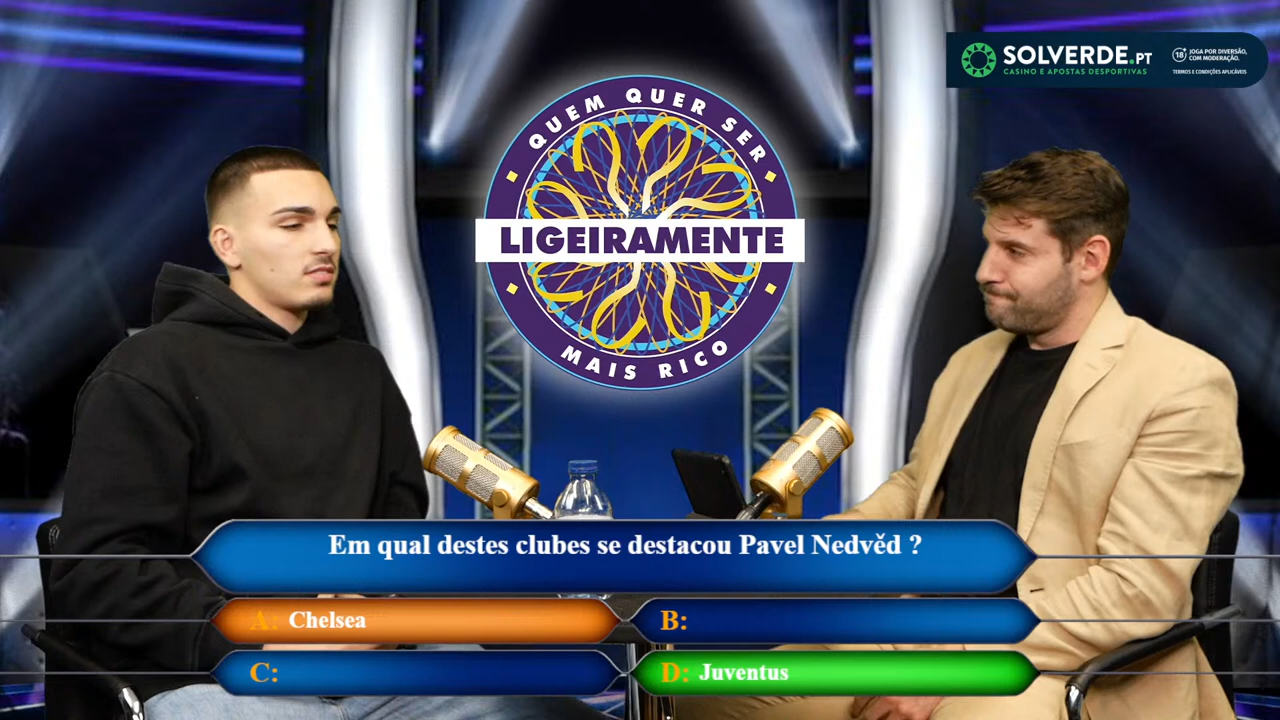 SOLVERDE.PT
CASINO E APOSTAS DESPORTIVAS
18+
JOGA POR DIVERSÃO,
COM MODERAÇÃO.
TERMOS E CONDIÇÕES APLICÁVEIS
QUEM QUER SER
LIGEIRAMENTE
MAIS RICO
Em qual destes clubes se destacou Pavel Nedvěd ?
A: Chelsea
B:
C:
D: Juventus